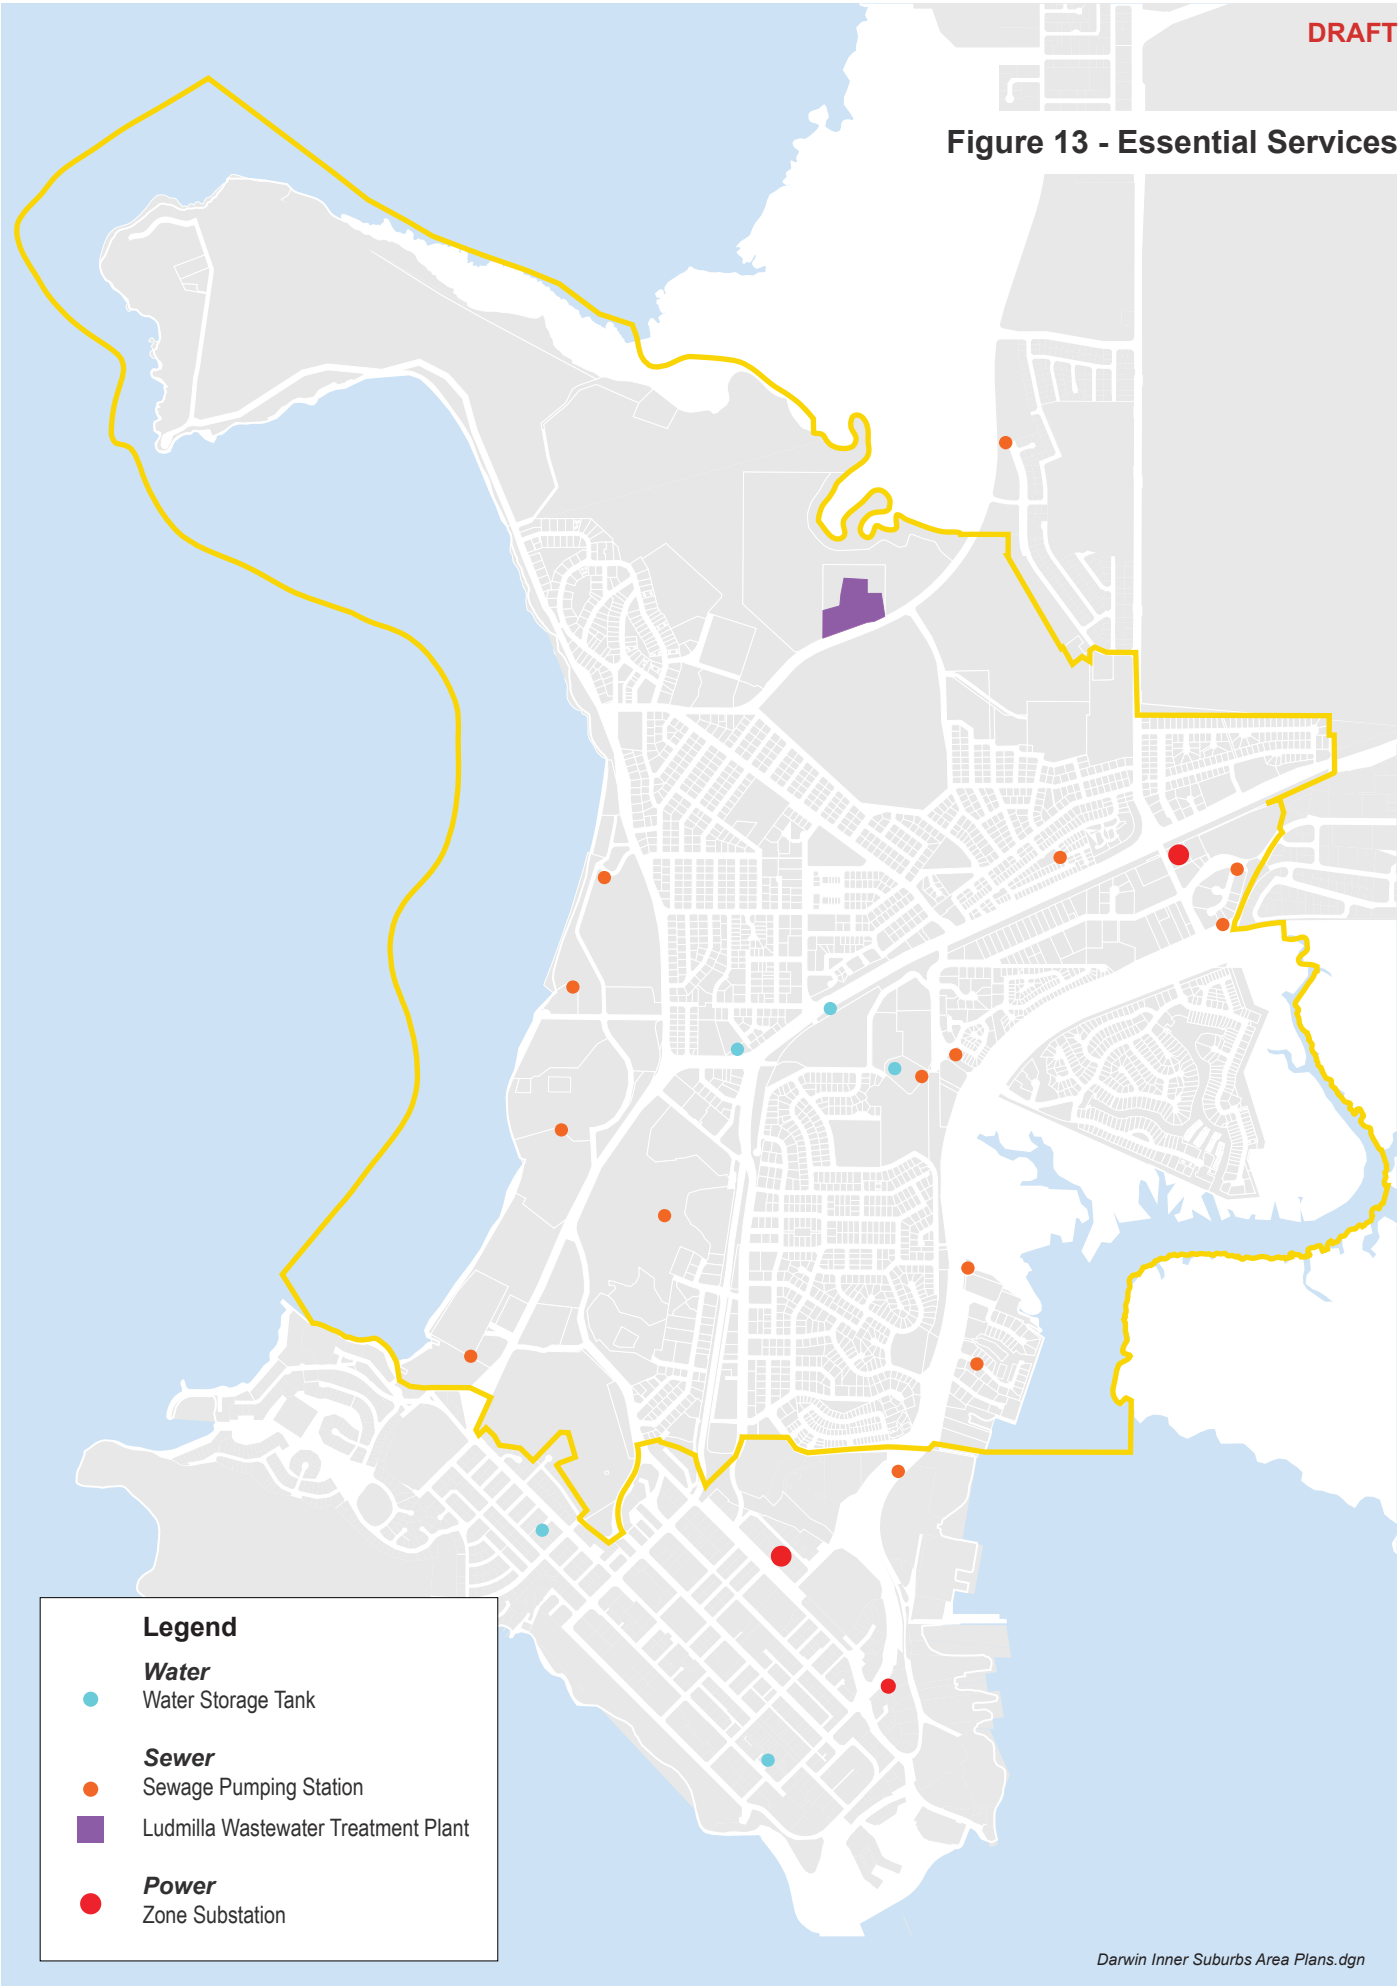 DRAFT
Figure 13 - Essential Services
Legend
Water
Water Storage Tank
Sewer
Sewage Pumping Station
Ludmilla Wastewater Treatment Plant
Power
Zone Substation
Darwin Inner Suburbs Area Plans.dgn